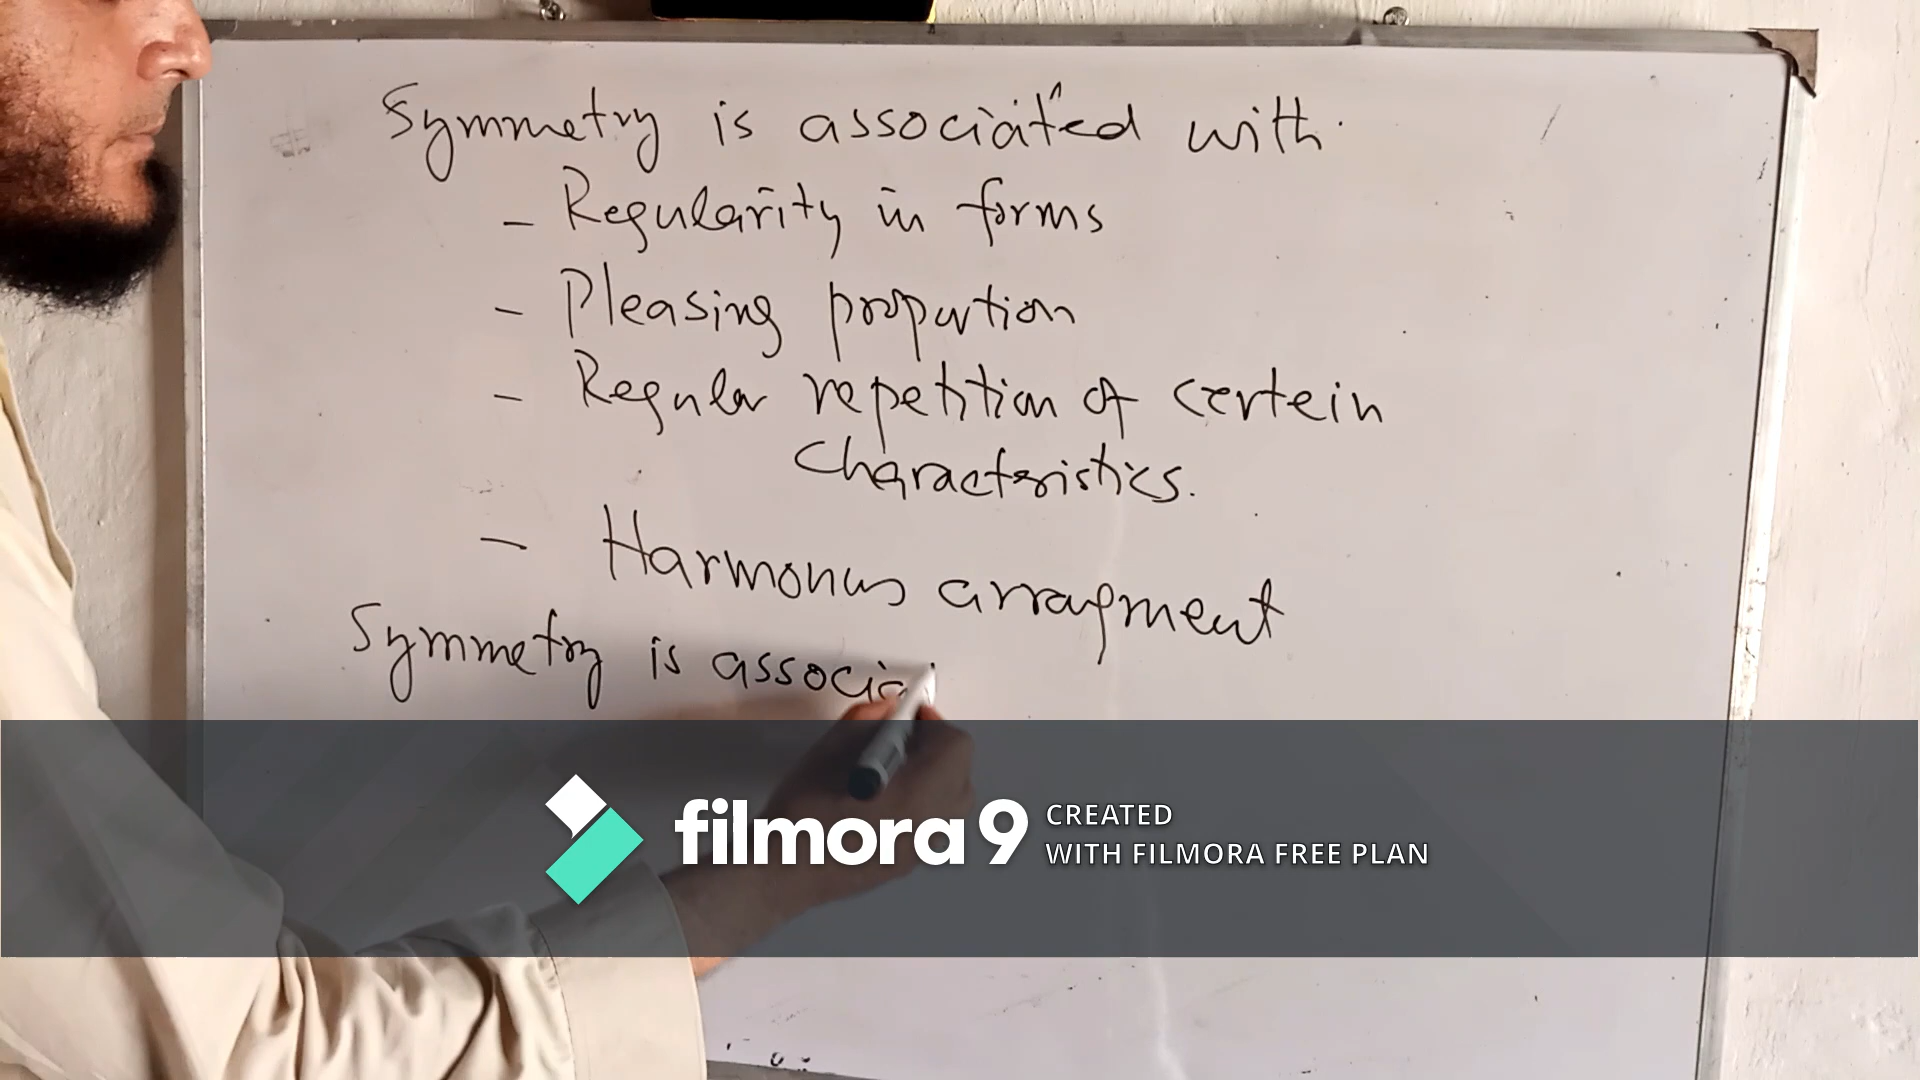 Symmetry is associated with.
- Regularity in forms
- Pleasing proportion
- Regular repetition of certein
characteristics.
- Harmonus arragment
Symmetry is associa
filmora 9
CREATED
WITH FILMORA FREE PLAN